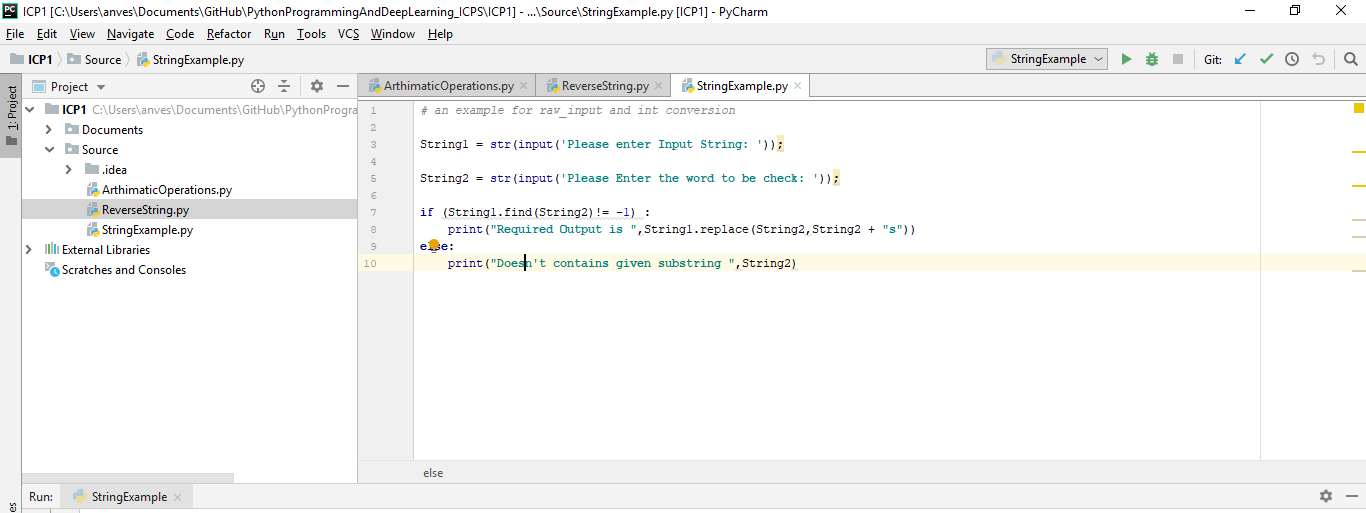 PC ICP1 [C:\Users\anves\Documents\GitHub\PythonProgrammingAndDeepLearning_ICPS\ICP1] - ...\Source\StringExample.py [ICP1] - PyCharm
File Edit View Navigate Code Refactor Run Tools VCS Window Help
ICP1 Source StringExample.py StringExample Git:
1: Project
Project
ArthimaticOperations.py ReverseString.py StringExample.py
ICP1 C:\Users\anves\Documents\GitHub\PythonProgra
Documents
Source
.idea
ArthimaticOperations.py
ReverseString.py
StringExample.py
External Libraries
Scratches and Consoles
1 # an example for raw_input and int conversion
2
3 String1 = str(input('Please enter Input String: '));
4
5 String2 = str(input('Please Enter the word to be check: '));
6
7 if (String1.find(String2)!= -1) :
8 print("Required Output is ",String1.replace(String2,String2 + "s"))
9 else:
10 print("Doesn't contains given substring ",String2)
else
Run: StringExample